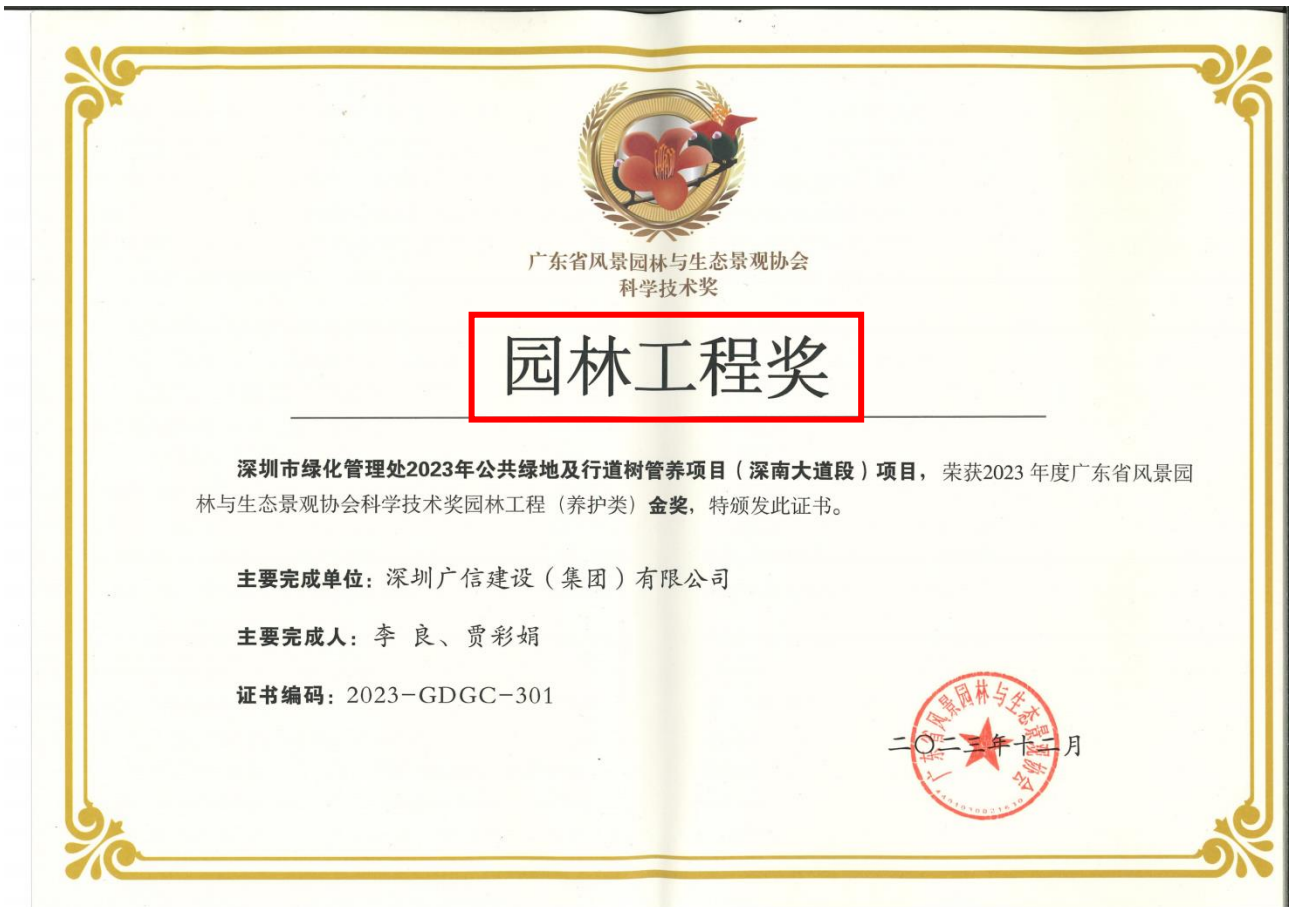 广东省风景园林与生态景观协会
科学技术奖
园林工程奖
深圳市绿化管理处2023年公共绿地及行道树管养项目（深南大道段）项目，荣获2023 年度广东省风景园
林与生态景观协会科学技术奖园林工程（养护类）金奖，特颁发此证书。
主要完成单位：深圳广信建设（集团）有限公司
主要完成人：李 良、贾彩娟
证书编码：2023-GDGC-301
二〇二三年十二月
广东省风景园林与生态景观协会